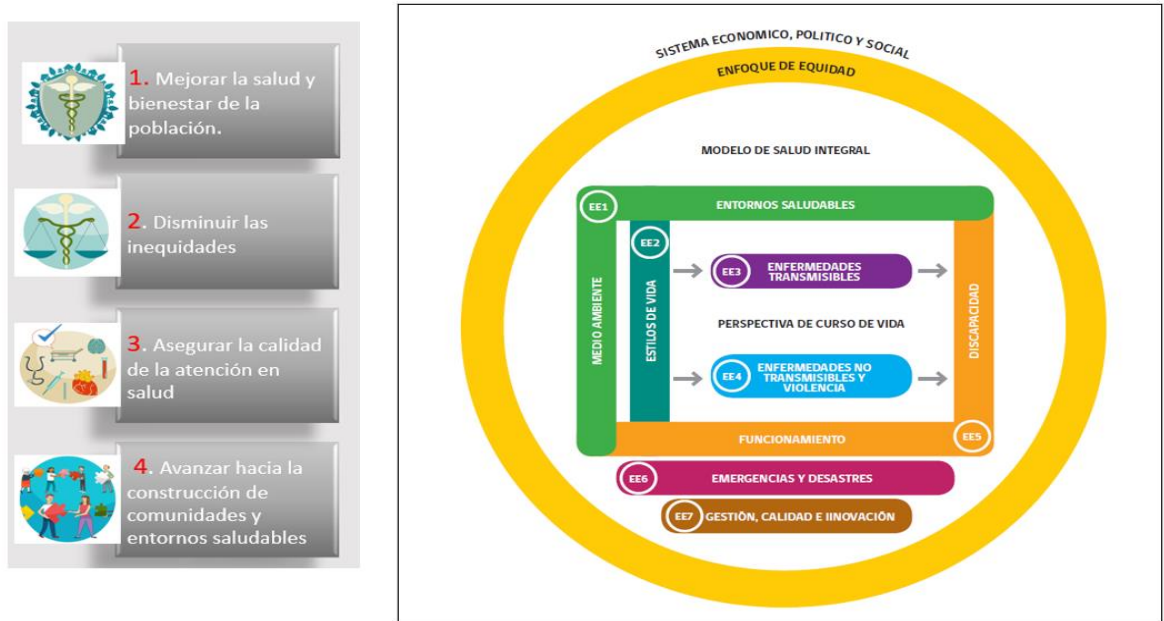 1. Mejorar la salud y
bienestar de la
población.
2. Disminuir las
inequidades
3. Asegurar la calidad
de la atención en
salud
4. Avanzar hacia la
construcción de
comunidades y
entornos saludables
SISTEMA ECONOMICO, POLITICO Y SOCIAL
ENFOQUE DE EQUIDAD
MODELO DE SALUD INTEGRAL
EE1 ENTORNOS SALUDABLES
MEDIO AMBIENTE
EE2
ESTILOS DE VIDA
EE3 ENFERMEDADES
TRANSMISIBLES
PERSPECTIVA DE CURSO DE VIDA
EE4 ENFERMEDADES NO
TRANSMISIBLES Y
VIOLENCIA
DISCAPACIDAD
FUNCIONAMIENTO EE5
EE6 EMERGENCIAS Y DESASTRES
EE7 GESTIÓN, CALIDAD E IINOVACIÓN